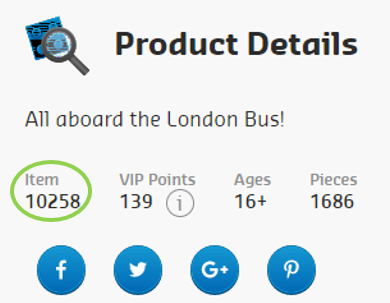 Product Details
All aboard the London Bus!
Item VIP Points Ages Pieces
10258 139 i 16+ 1686
f G+